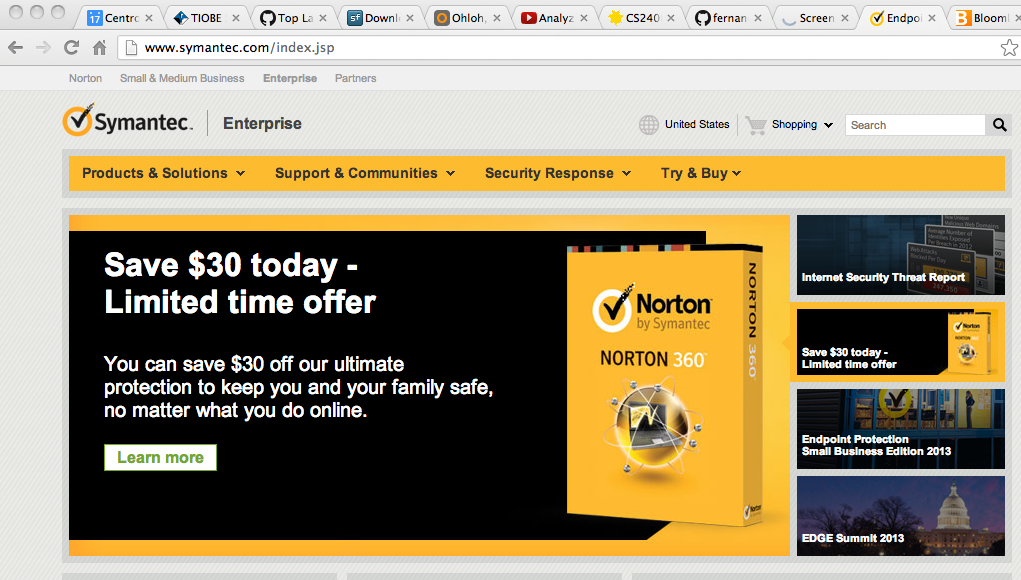 Centro
TIOBE
Top La
Downl
Ohloh,
Analyz
CS240
fernan
Screen
Endpoi
Bloomb
www.symantec.com/index.jsp
Norton Small & Medium Business Enterprise Partners
Symantec. Enterprise
United States Shopping Search
Products & Solutions Support & Communities Security Response Try & Buy
Save $30 today -
Limited time offer
You can save $30 off our ultimate
protection to keep you and your family safe,
no matter what you do online.
Learn more
Norton
by Symantec
NORTON 360™
NORTON 360
Internet Security Threat Report
Save $30 today -
Limited time offer
Endpoint Protection
Small Business Edition 2013
EDGE Summit 2013